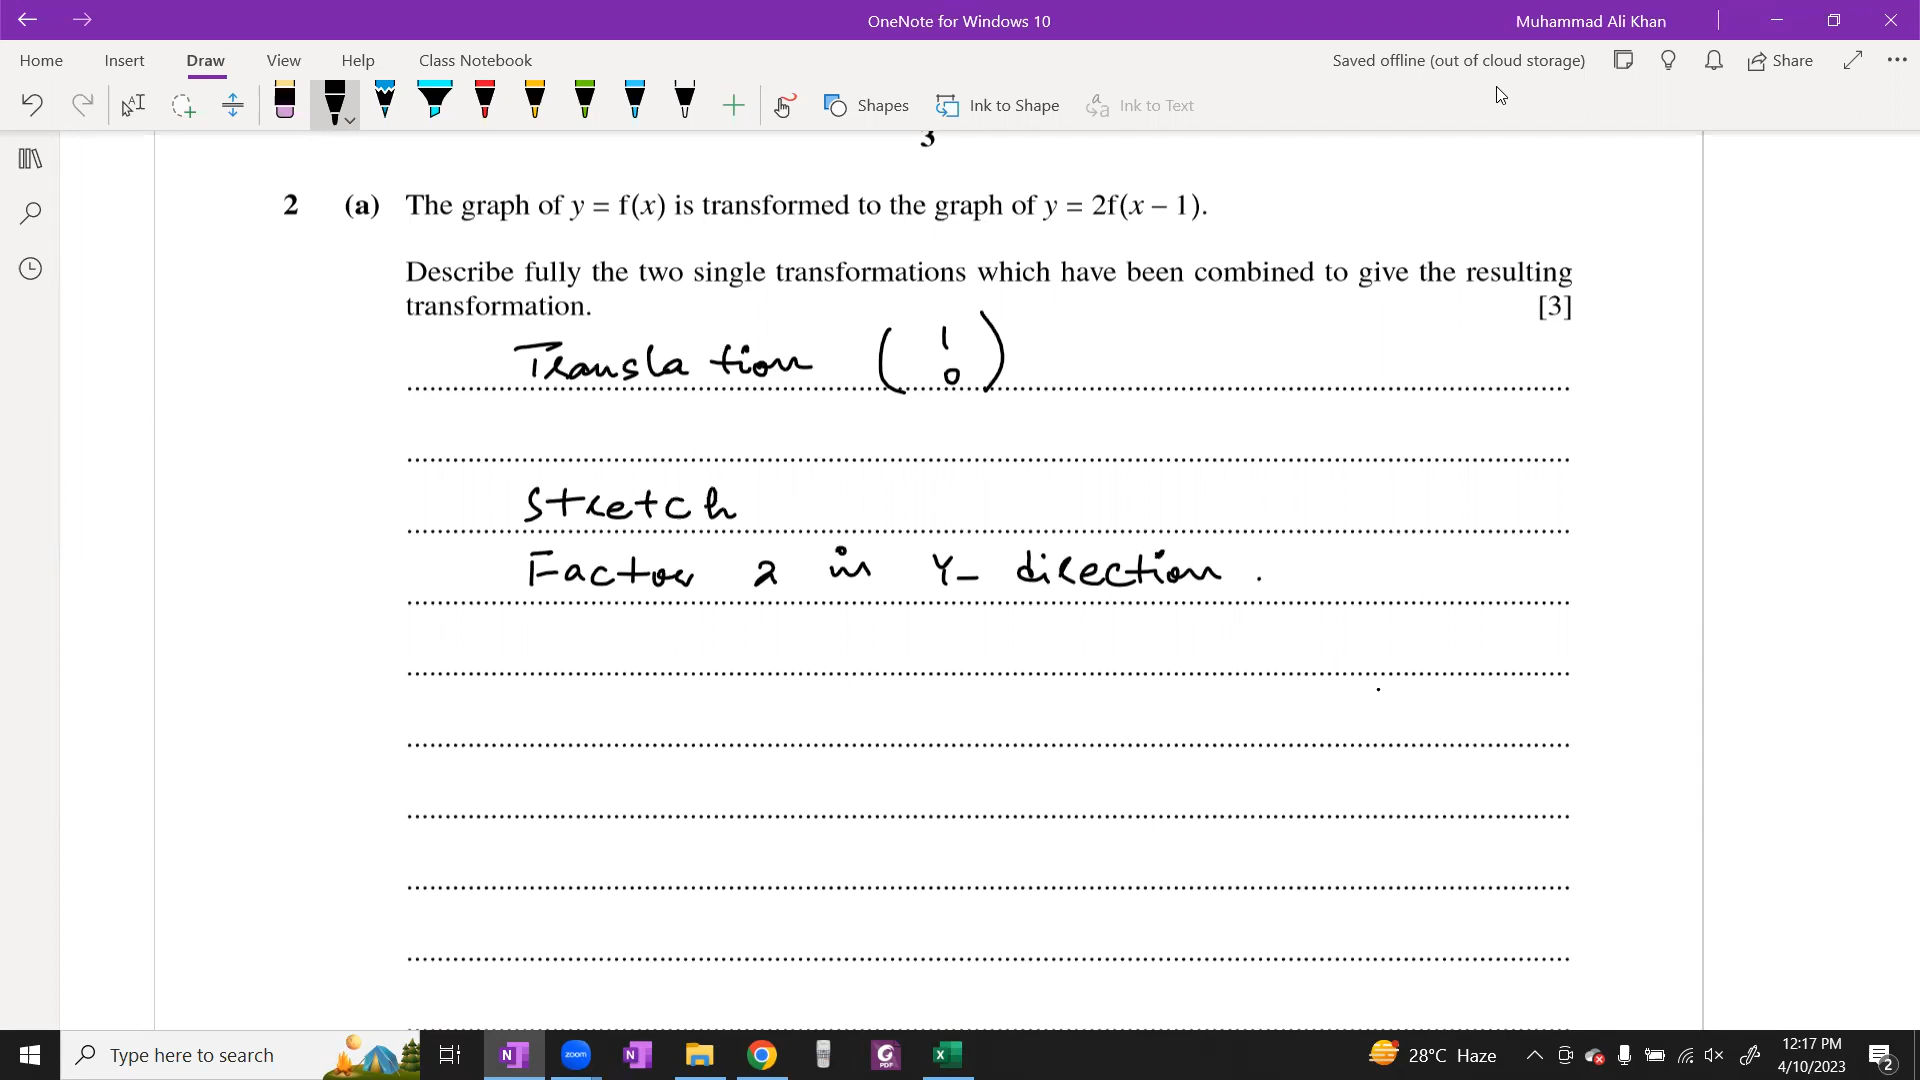 OneNote for Windows 10
Muhammad Ali Khan
Home Insert Draw View Help Class Notebook
Saved offline (out of cloud storage) Share
Shapes Ink to Shape Ink to Text
3
2 (a) The graph of y = f(x) is transformed to the graph of y = 2f(x – 1).
Describe fully the two single transformations which have been combined to give the resulting
transformation. [3]
Translation ( 1 0 )
Stretch
Factor 2 in Y- direction .
Type here to search
zoom
28°C Haze
12:17 PM
4/10/2023
2